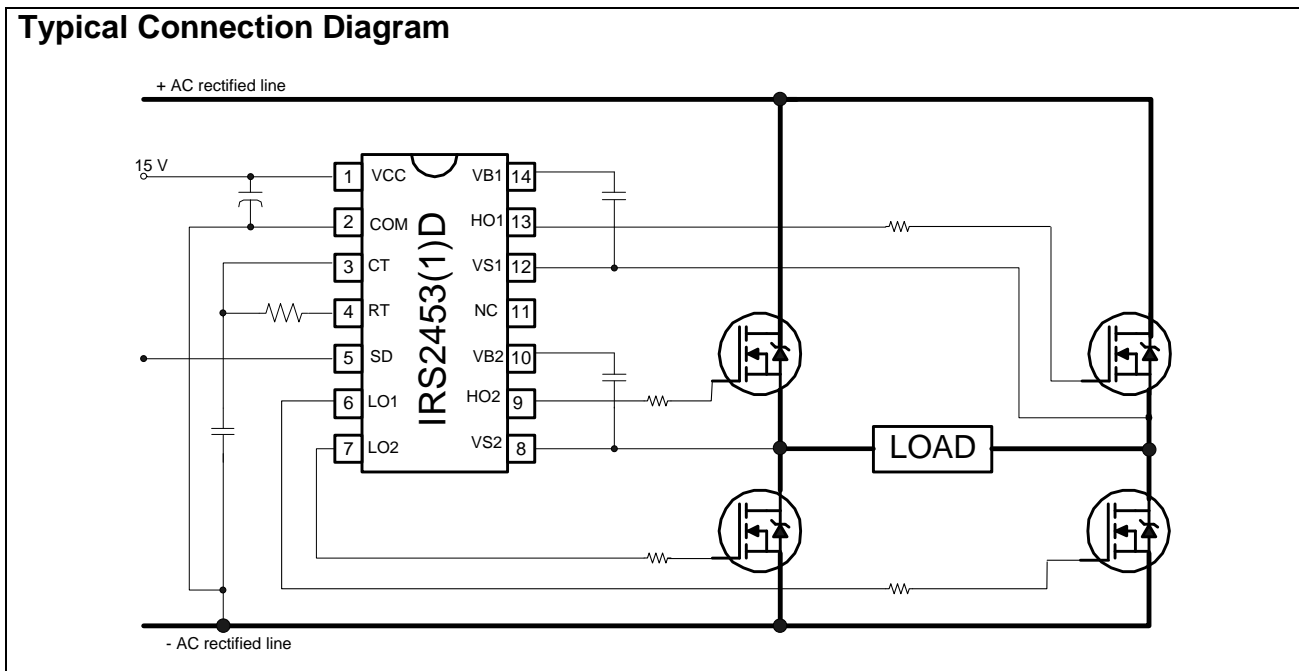 Typical Connection Diagram
+ AC rectified line
15 V
1 VCC VB1 14
2 COM HO1 13
3 CT VS1 12
4 RT NC 11
5 SD VB2 10
6 LO1 HO2 9
7 LO2 VS2 8
IRS2453(1)D
LOAD
- AC rectified line